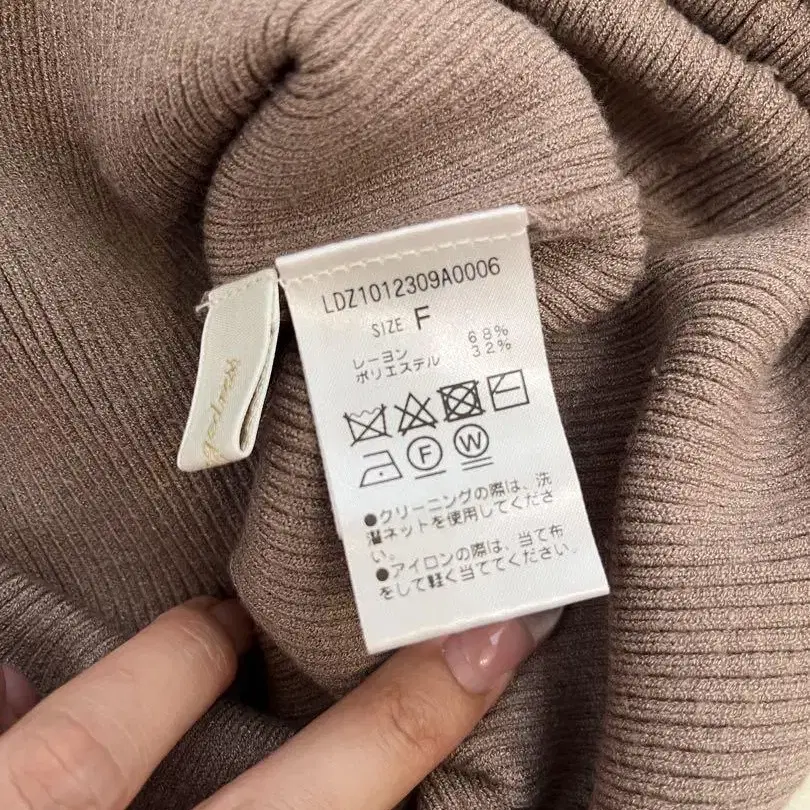 LDZ1012309A0006
SIZE F
レーヨン 68%
ポリエステル 32%
F W
●クリーニングの際は、洗
濯ネットを使用してくださ
い。
●アイロンの際は、当て布
をして軽く当ててください。